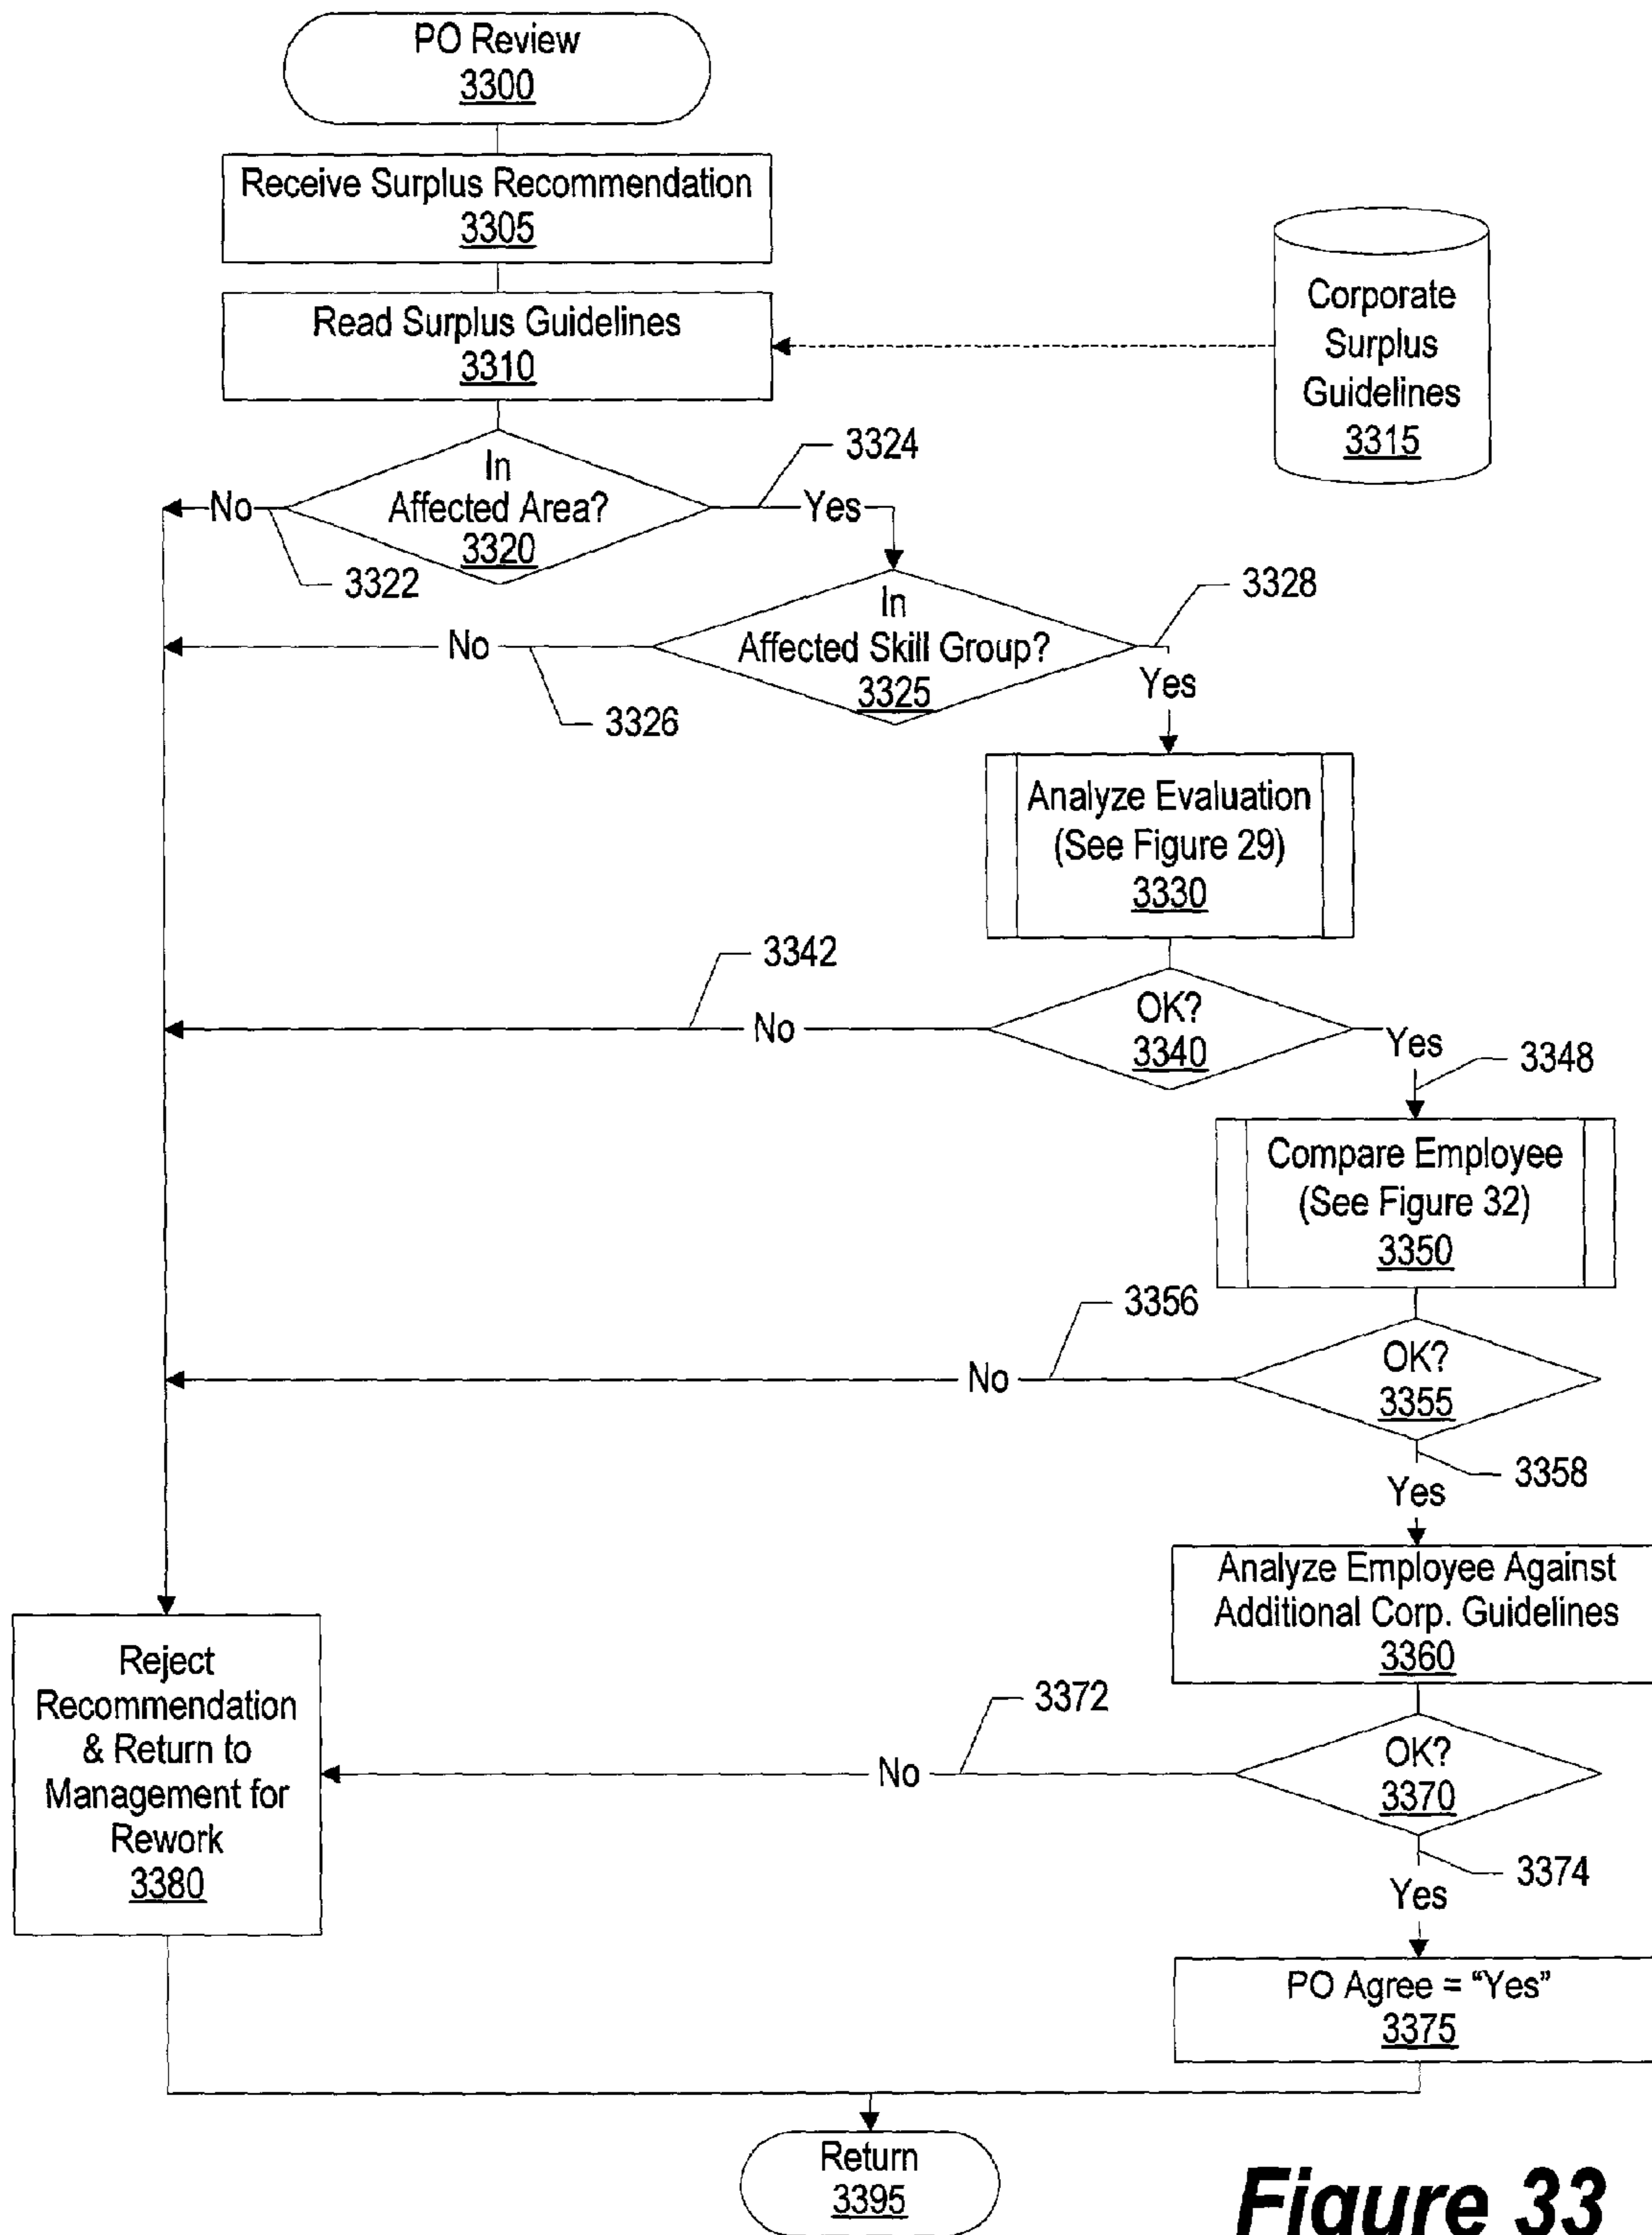 PO Review
3300
Receive Surplus Recommendation
3305
Read Surplus Guidelines
3310
Corporate
Surplus
Guidelines
3315
In
Affected Area?
3320
No
3322
3324
Yes
In
Affected Skill Group?
3325
No
3326
3328
Yes
Analyze Evaluation
(See Figure 29)
3330
OK?
3340
3342
No
Yes
3348
Compare Employee
(See Figure 32)
3350
OK?
3355
3356
No
3358
Yes
Analyze Employee Against
Additional Corp. Guidelines
3360
OK?
3370
3372
No
3374
Yes
Reject
Recommendation
& Return to
Management for
Rework
3380
PO Agree = “Yes”
3375
Return
3395
Figure 33